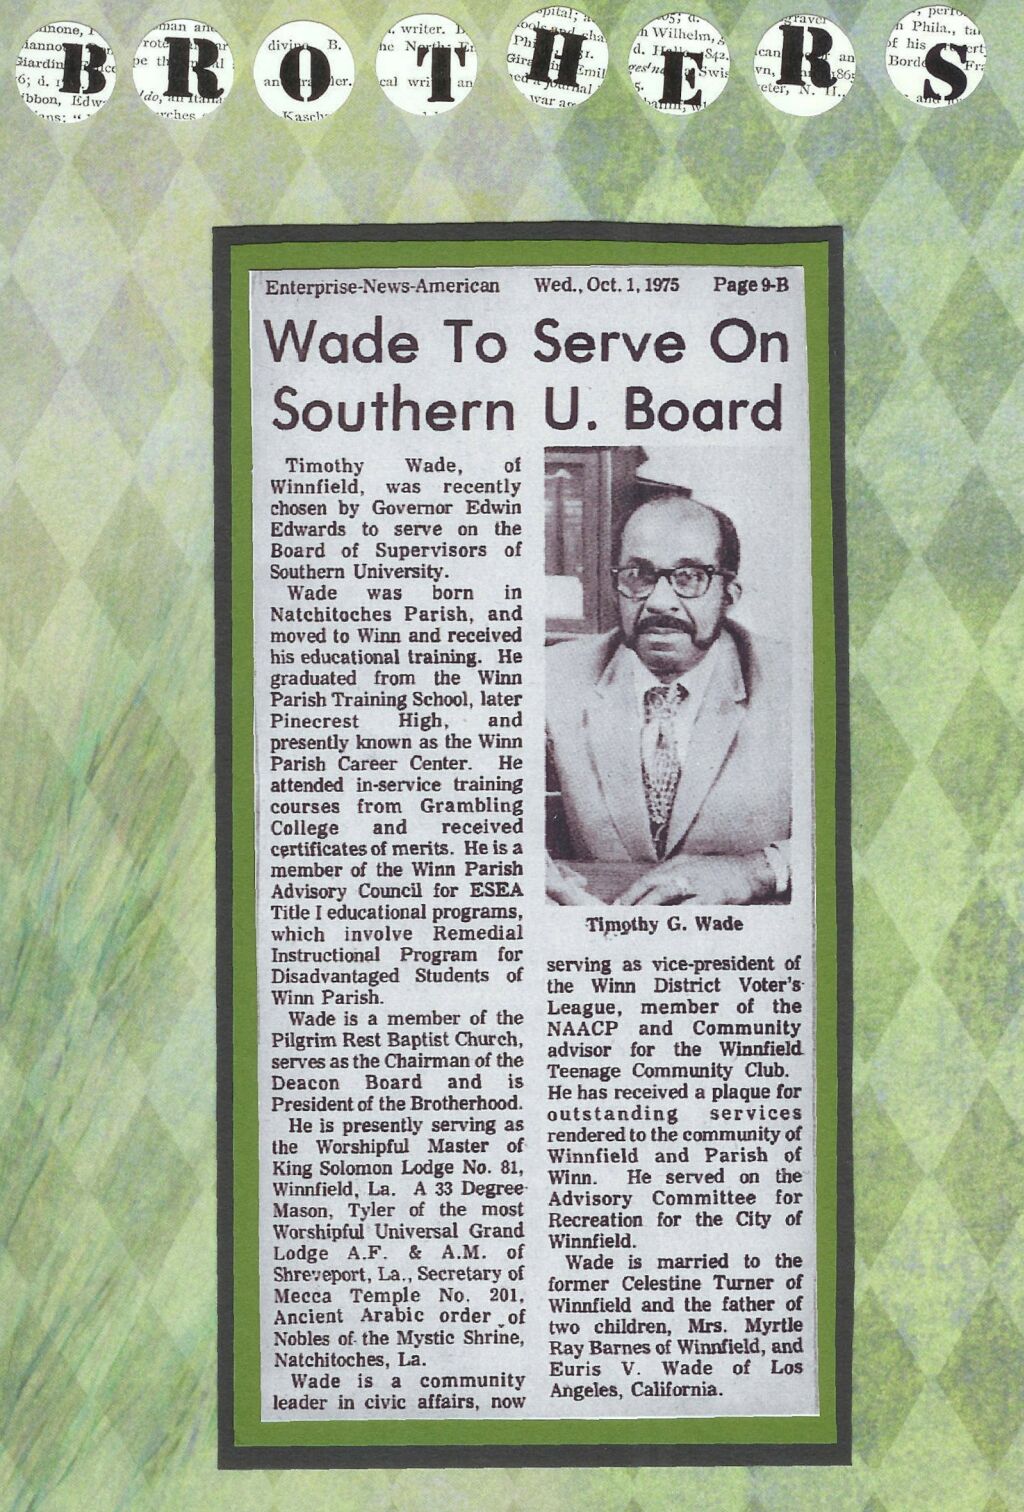 BROTHERS
Enterprise-News-American Wed., Oct. 1, 1975 Page 9-B
Wade To Serve On
Southern U. Board
Timothy Wade, of
Winnfield, was recently
chosen by Governor Edwin
Edwards to serve on the
Board of Supervisors of
Southern University.
Wade was born in
Natchitoches Parish, and
moved to Winn and received
his educational training. He
graduated from the Winn
Parish Training School, later
Pinecrest High, and
presently known as the Winn
Parish Career Center. He
attended in-service training
courses from Grambling
College and received
certificates of merits. He is a
member of the Winn Parish
Advisory Council for ESEA
Title I educational programs,
which involve Remedial
Instructional Program for
Disadvantaged Students of
Winn Parish.
Wade is a member of the
Pilgrim Rest Baptist Church,
serves as the Chairman of the
Deacon Board and is
President of the Brotherhood.
He is presently serving as
the Worshipful Master of
King Solomon Lodge No. 81,
Winnfield, La. A 33 Degree
Mason, Tyler of the most
Worshipful Universal Grand
Lodge A.F. & A.M. of
Shreveport, La., Secretary of
Mecca Temple No. 201,
Ancient Arabic order of
Nobles of the Mystic Shrine,
Natchitoches, La.
Wade is a community
leader in civic affairs, now
Timothy G. Wade
serving as vice-president of
the Winn District Voter's
League, member of the
NAACP and Community
advisor for the Winnfield
Teenage Community Club.
He has received a plaque for
outstanding services
rendered to the community of
Winnfield and Parish of
Winn. He served on the
Advisory Committee for
Recreation for the City of
Winnfield.
Wade is married to the
former Celestine Turner of
Winnfield and the father of
two children, Mrs. Myrtle
Ray Barnes of Winnfield, and
Euris V. Wade of Los
Angeles, California.